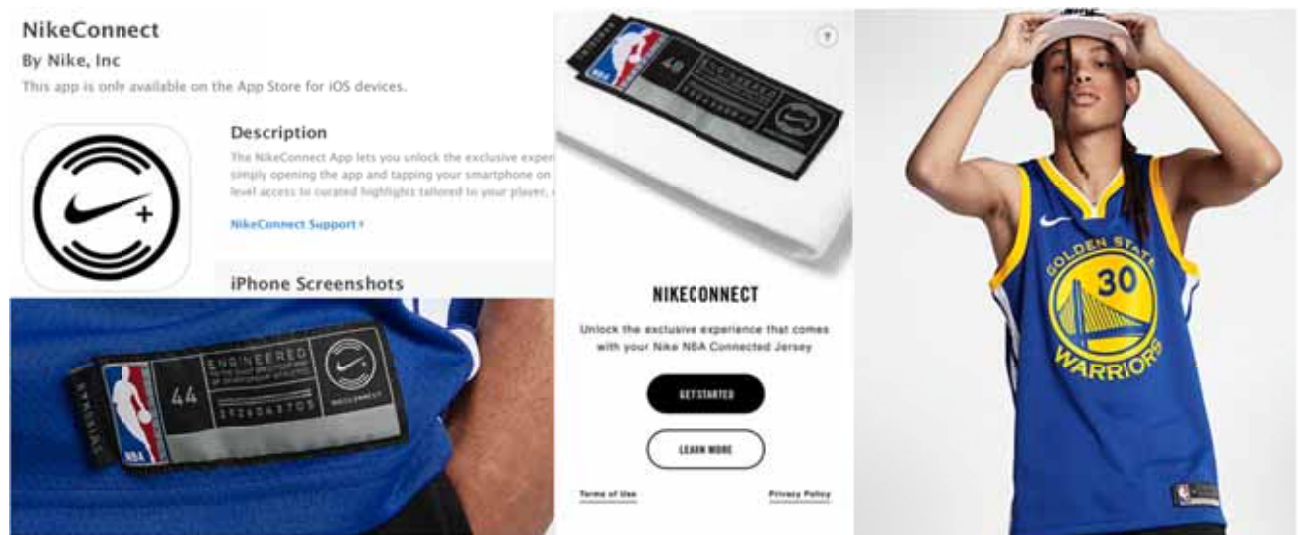 NikeConnect
By Nike, Inc
This app is only available on the App Store for iOS devices.
Description
The NikeConnect App lets you unlock the exclusive exper
simply opening the app and tapping your smartphone on
level access to curated highlights tailored to your player,
NikeConnect Support
iPhone Screenshots
NBA
44
ENGINEERED
NIKECONNECT
NBA
48
ENGINEERED
?
NIKECONNECT
Unlock the exclusive experience that comes
with your Nike NBA Connected Jersey
GET STARTED
LEARN MORE
Terms of Use
Privacy Policy
GOLDEN STATE
30
WARRIORS